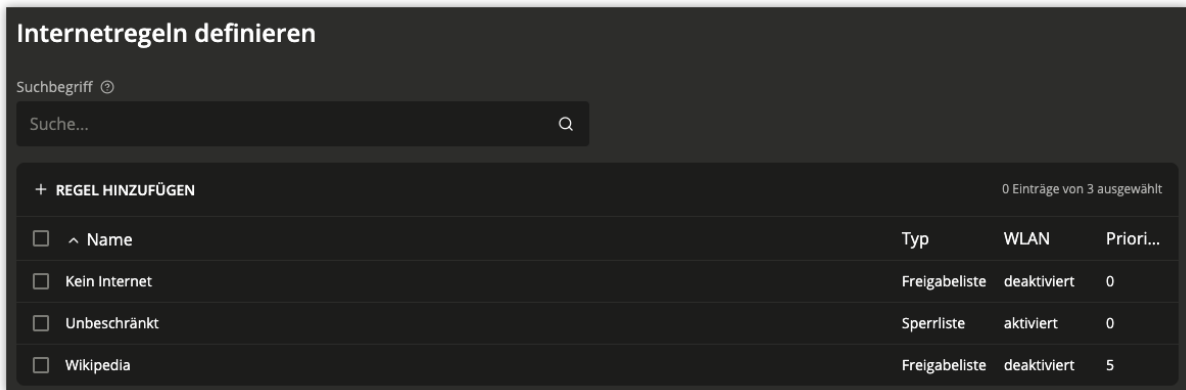 Internetregeln definieren
Suchbegriff
Suche...
+ REGEL HINZUFÜGEN 0 Einträge von 3 ausgewählt
Name Typ WLAN Priori...
Kein Internet Freigabeliste deaktiviert 0
Unbeschränkt Sperrliste aktiviert 0
Wikipedia Freigabeliste deaktiviert 5